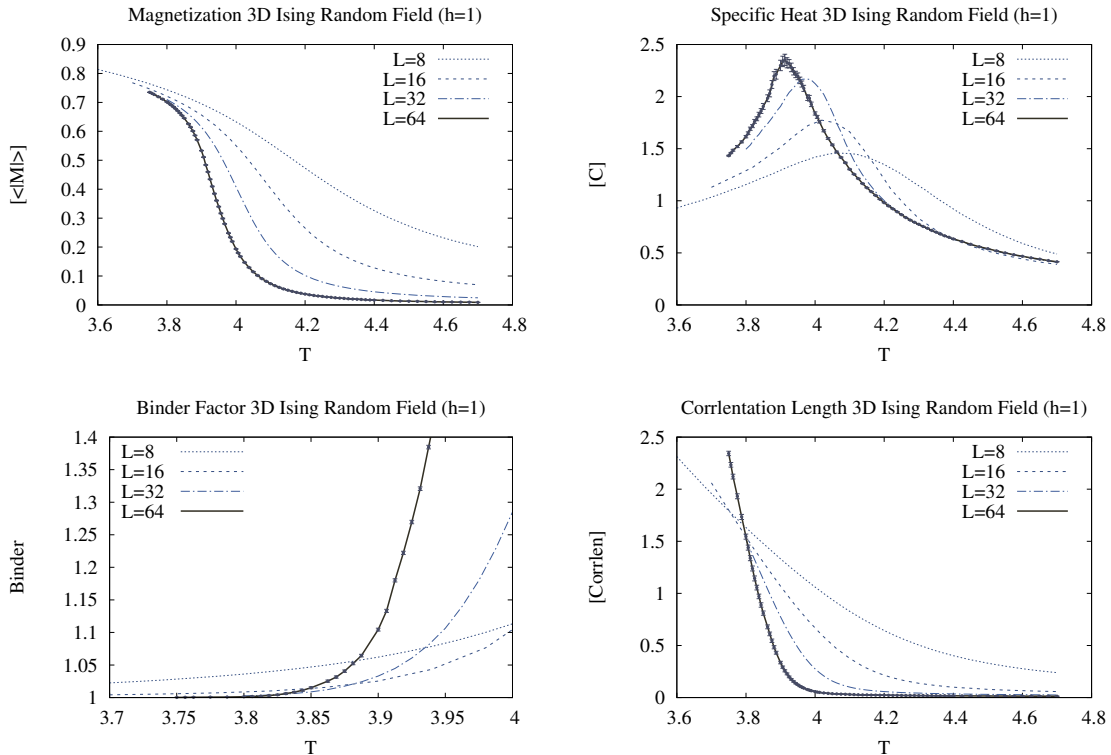 Magnetization 3D Ising Random Field (h=1)
[<|M|>]
0.9
0.8
0.7
0.6
0.5
0.4
0.3
0.2
0.1
0
3.6 3.8 4 4.2 4.4 4.6 4.8
T
L=8
L=16
L=32
L=64
Specific Heat 3D Ising Random Field (h=1)
[C]
2.5
2
1.5
1
0.5
0
3.6 3.8 4 4.2 4.4 4.6 4.8
T
L=8
L=16
L=32
L=64
Binder Factor 3D Ising Random Field (h=1)
Binder
1.4
1.35
1.3
1.25
1.2
1.15
1.1
1.05
1
3.7 3.75 3.8 3.85 3.9 3.95 4
T
L=8
L=16
L=32
L=64
Corrlentation Length 3D Ising Random Field (h=1)
[Corrlen]
2.5
2
1.5
1
0.5
0
3.6 3.8 4 4.2 4.4 4.6 4.8
T
L=8
L=16
L=32
L=64